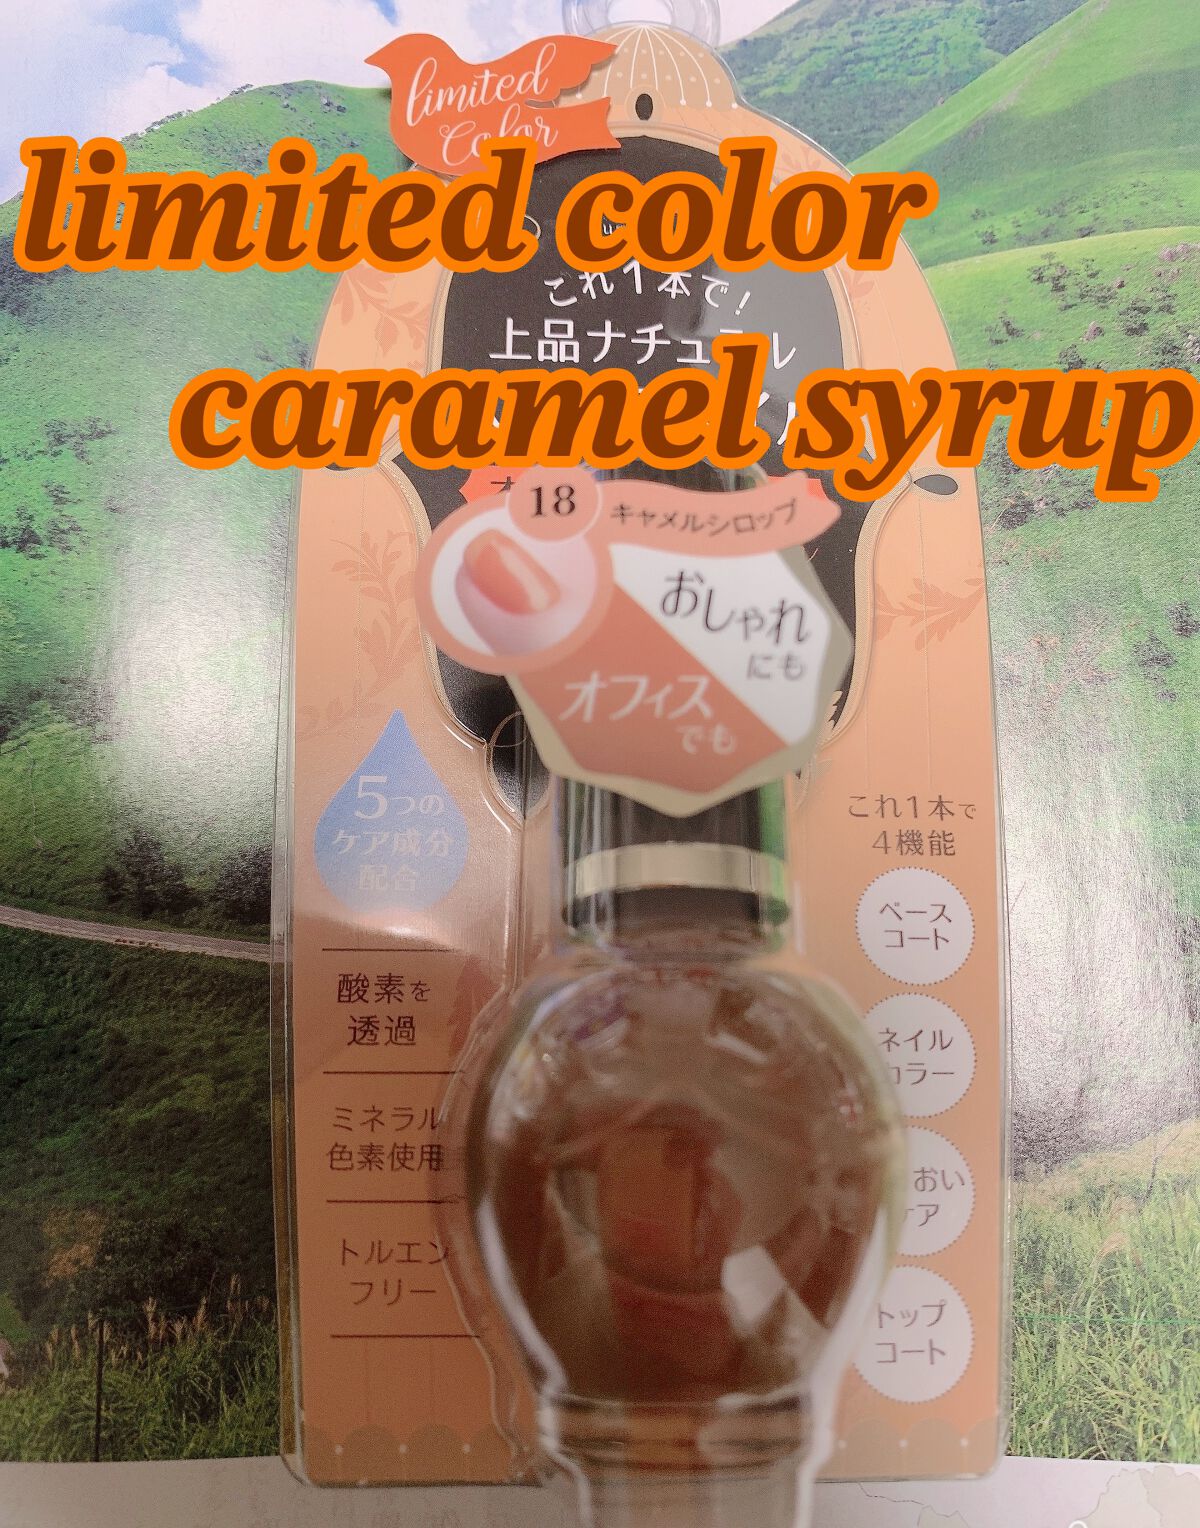 limited
Color
limited color
これ1本で!
上品ナチュラル
caramel syrup
18
キャメルシロップ
おしゃれ
にも
オフィス
でも
5つの
ケア成分
配合
酸素を
透過
ミネラル
色素使用
トルエン
フリー
これ1本で
4機能
ベース
コート
ネイル
カラー
おい
ケア
トップ
コート